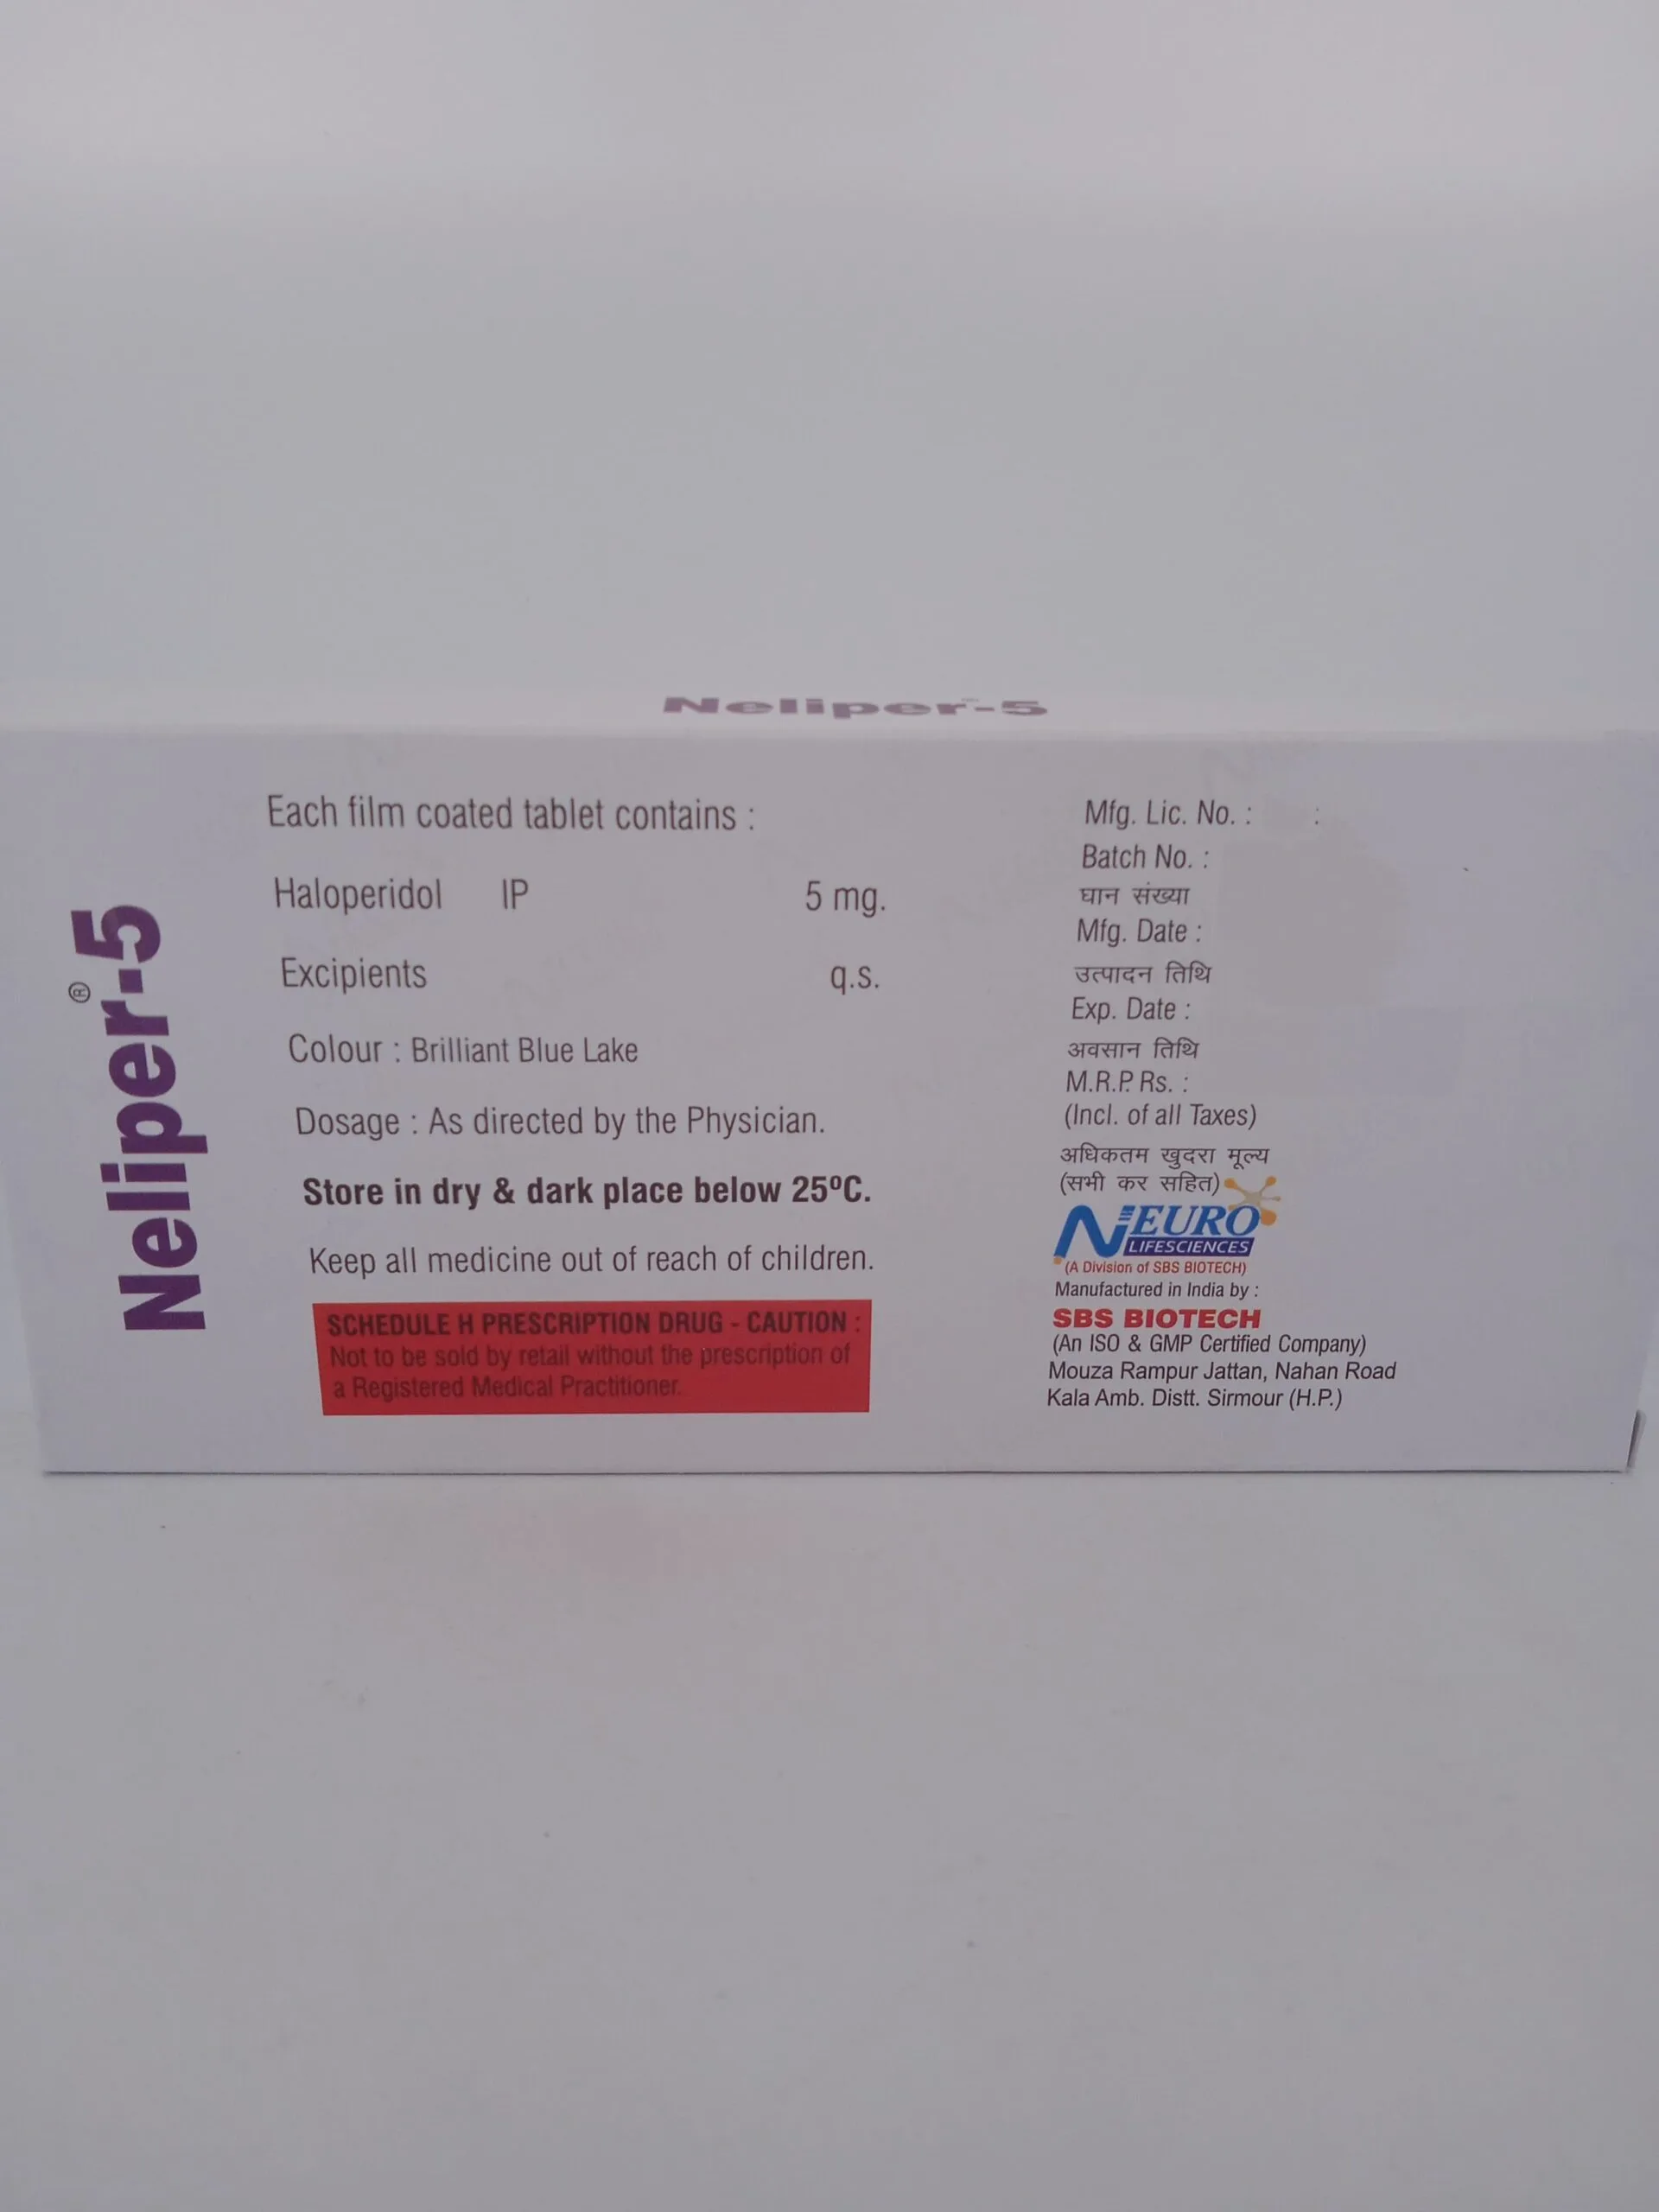 Neliper-5
Neliper®-5
Each film coated tablet contains :
Haloperidol IP 5 mg.
Excipients q.s.
Colour : Brilliant Blue Lake
Dosage : As directed by the Physician.
Store in dry & dark place below 25ºC.
Keep all medicine out of reach of children.
SCHEDULE H PRESCRIPTION DRUG - CAUTION :
Not to be sold by retail without the prescription of
a Registered Medical Practitioner.
Mfg. Lic. No. : :
Batch No. :
घान संख्या
Mfg. Date :
उत्पादन तिथि
Exp. Date :
अवसान तिथि
M.R.P. Rs. :
(Incl. of all Taxes)
अधिकतम खुदरा मूल्य
(सभी कर सहित)
NEURO
LIFESCIENCES
(A Division of SBS BIOTECH)
Manufactured in India by :
SBS BIOTECH
(An ISO & GMP Certified Company)
Mouza Rampur Jattan, Nahan Road
Kala Amb. Distt. Sirmour (H.P.)